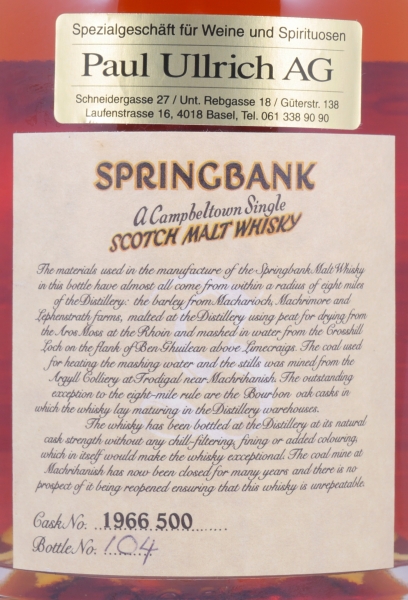 Spezialgeschäft für Weine und Spirituosen
Paul Ullrich AG
Schneidergasse 27 / Unt. Rebgasse 18 / Güterstr. 138
Laufenstrasse 16, 4018 Basel, Tel. 061 338 90 90
SPRINGBANK
A Campbeltown Single
SCOTCH MALT WHISKY
The materials used in the manufacture of the Springbank Malt Whisky
in this bottle have almost all come from within a radius of eight miles
of the Distillery: the barley from Macharioch, Machrimore and
Lephenstrath farms, malted at the Distillery using peat for drying from
the Aros Moss at the Rhoin and mashed in water from the Crosshill
Loch on the flank of Ben Ghuilean above Limecraigs. The coal used
for heating the mashing water and the stills was mined from the
Argyll Colliery at Trodigal near Machrihanish. The outstanding
exception to the eight-mile rule are the Bourbon oak casks in
which the whisky lay maturing in the Distillery warehouses.
The whisky has been bottled at the Distillery at its natural
cask strength without any chill-filtering, fining or added colouring,
which in itself would make the whisky exceptional. The coal mine at
Machrihanish has now been closed for many years and there is no
prospect of it being reopened ensuring that this whisky is unrepeatable.
Cask No. 1966 500
Bottle No. 104